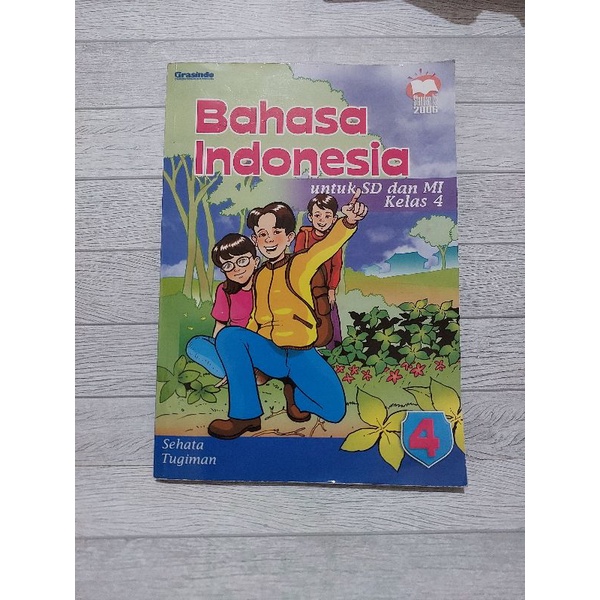 Grasindo
2006
Bahasa
Indonesia
untuk SD dan MI
Kelas 4
4
Sehata
Tugiman